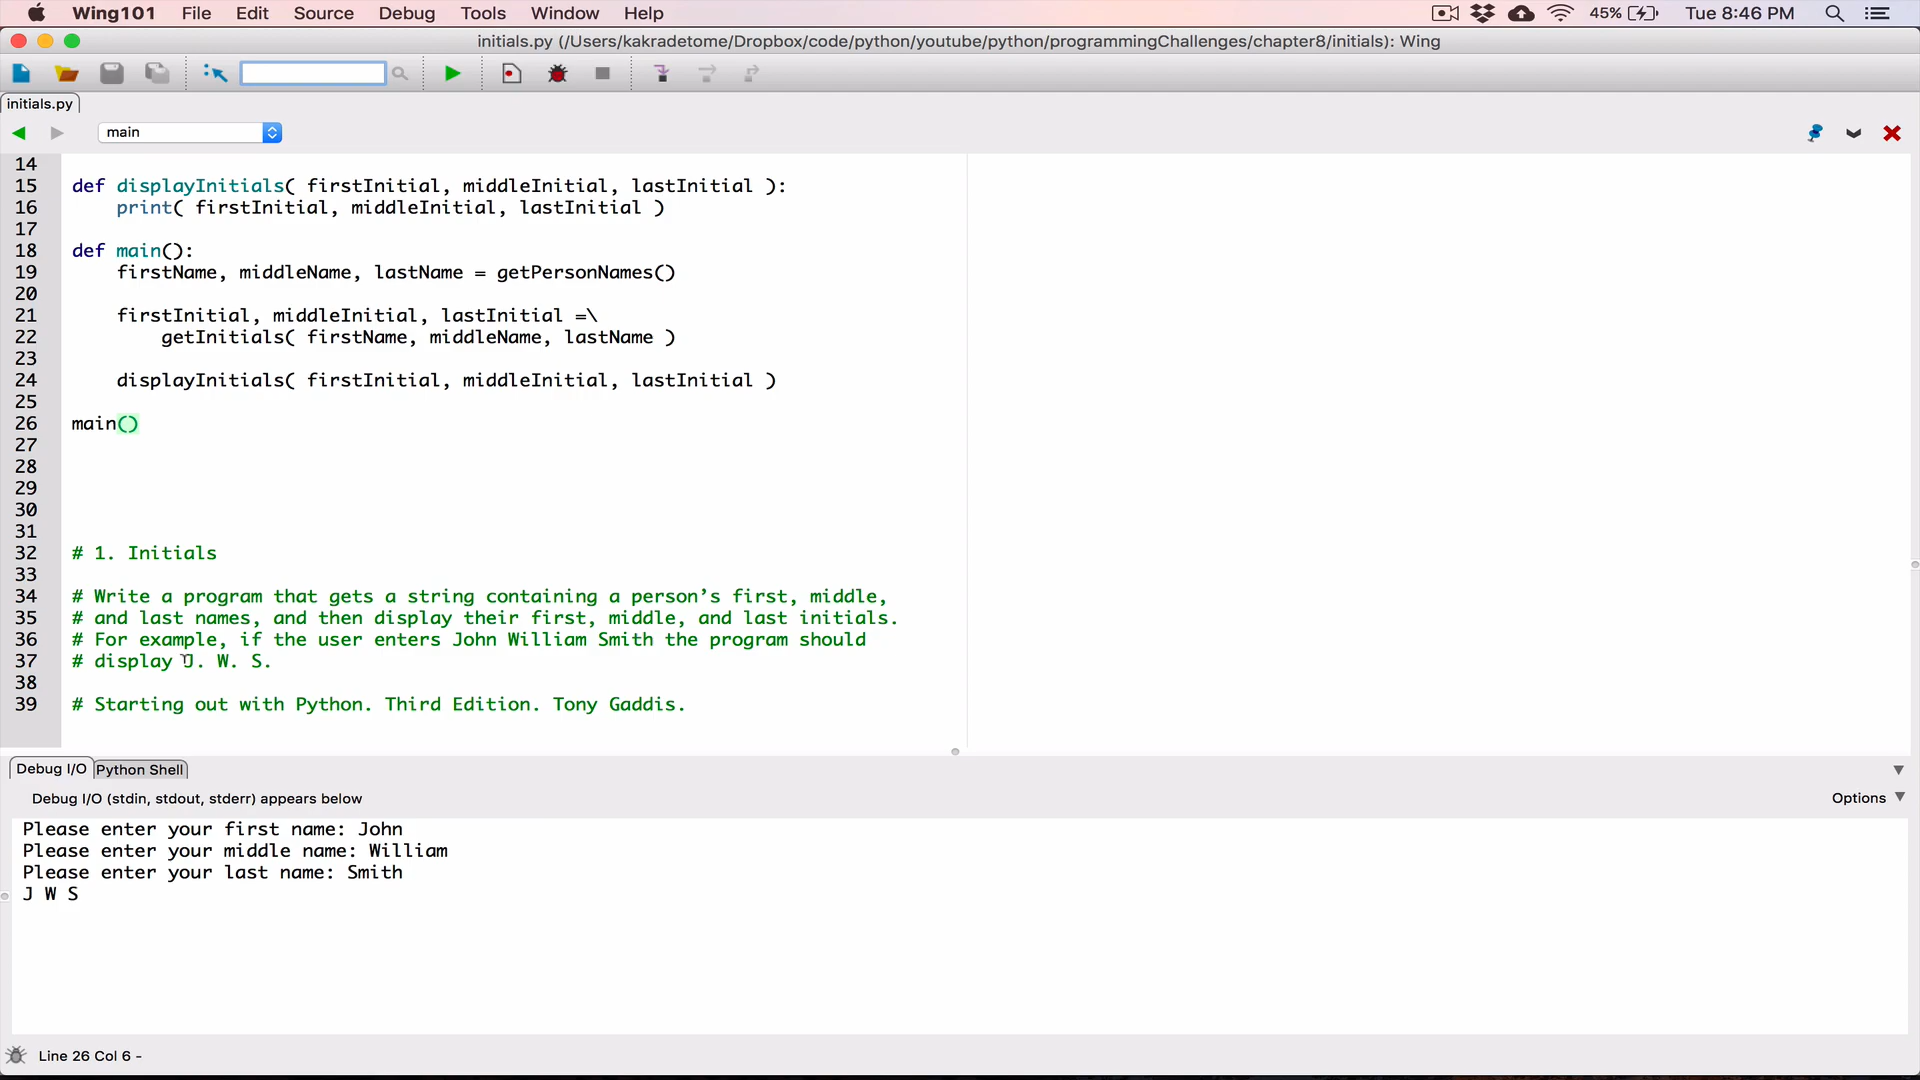 Wing101 File Edit Source Debug Tools Window Help 45% Tue 8:46 PM
initials.py (/Users/kakradetome/Dropbox/code/python/youtube/python/programmingChallenges/chapter8/initials): Wing
initials.py
main
14
15 def displayInitials( firstInitial, middleInitial, lastInitial ):
16 print( firstInitial, middleInitial, lastInitial )
17
18 def main():
19 firstName, middleName, lastName = getPersonNames()
20
21 firstInitial, middleInitial, lastInitial =\
22 getInitials( firstName, middleName, lastName )
23
24 displayInitials( firstInitial, middleInitial, lastInitial )
25
26 main()
27
28
29
30
31
32 # 1. Initials
33
34 # Write a program that gets a string containing a person’s first, middle,
35 # and last names, and then display their first, middle, and last initials.
36 # For example, if the user enters John William Smith the program should
37 # display J. W. S.
38
39 # Starting out with Python. Third Edition. Tony Gaddis.
Debug I/O Python Shell
Debug I/O (stdin, stdout, stderr) appears below Options
Please enter your first name: John
Please enter your middle name: William
Please enter your last name: Smith
J W S
Line 26 Col 6 -